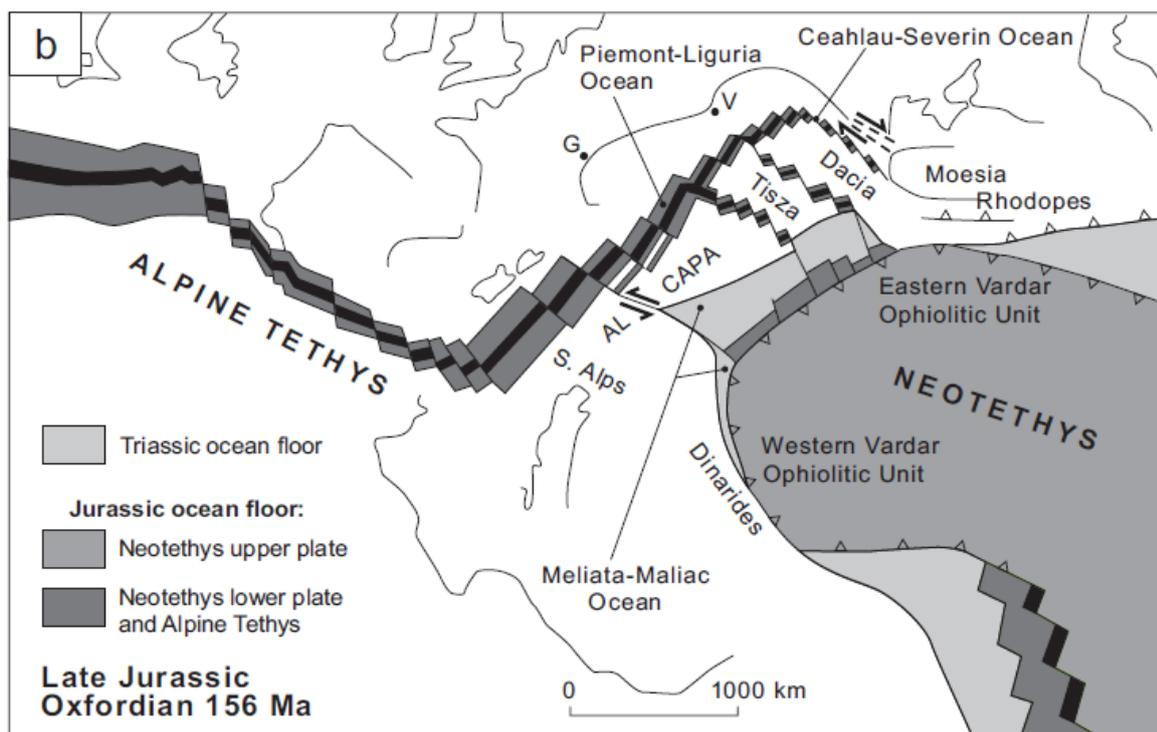 b
Ceahlau-Severin Ocean
Piemont-Liguria
Ocean
V
G
Dacia
Tisza
Moesia
Rhodopes
CAPA
AL
S. Alps
ALPINE TETHYS
Eastern Vardar
Ophiolitic Unit
NEOTETHYS
Western Vardar
Ophiolitic Unit
Dinarides
Meliata-Maliac
Ocean
Triassic ocean floor
Jurassic ocean floor:
Neotethys upper plate
Neotethys lower plate
and Alpine Tethys
Late Jurassic
Oxfordian 156 Ma
0 1000 km